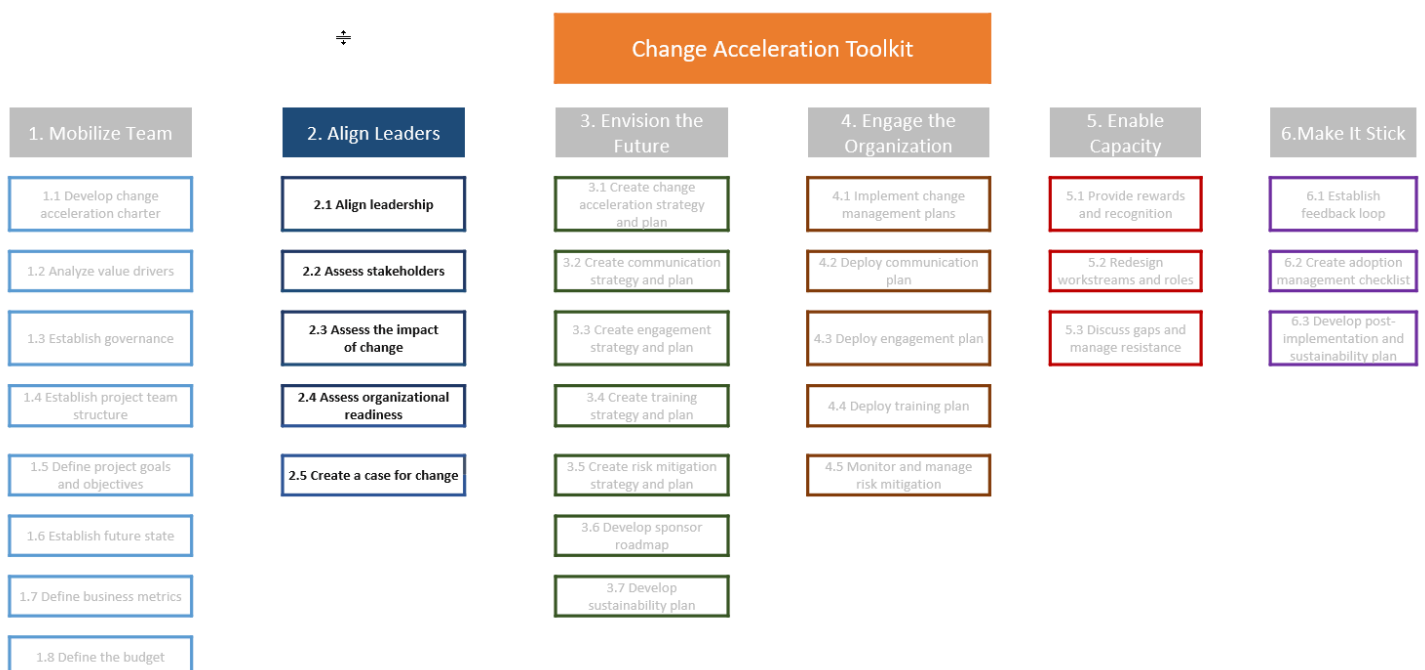 Change Acceleration Toolkit
1. Mobilize Team
1.1 Develop change
acceleration charter
1.2 Analyze value drivers
1.3 Establish governance
1.4 Establish project team
structure
1.5 Define project goals
and objectives
1.6 Establish future state
1.7 Define business metrics
1.8 Define the budget
2. Align Leaders
2.1 Align leadership
2.2 Assess stakeholders
2.3 Assess the impact
of change
2.4 Assess organizational
readiness
2.5 Create a case for change
3. Envision the
Future
3.1 Create change
acceleration strategy
and plan
3.2 Create communication
strategy and plan
3.3 Create engagement
strategy and plan
3.4 Create training
strategy and plan
3.5 Create risk mitigation
strategy and plan
3.6 Develop sponsor
roadmap
3.7 Develop
sustainability plan
4. Engage the
Organization
4.1 Implement change
management plans
4.2 Deploy communication
plan
4.3 Deploy engagement plan
4.4 Deploy training plan
4.5 Monitor and manage
risk mitigation
5. Enable
Capacity
5.1 Provide rewards
and recognition
5.2 Redesign
workstreams and roles
5.3 Discuss gaps and
manage resistance
6.Make It Stick
6.1 Establish
feedback loop
6.2 Create adoption
management checklist
6.3 Develop post-
implementation and
sustainability plan